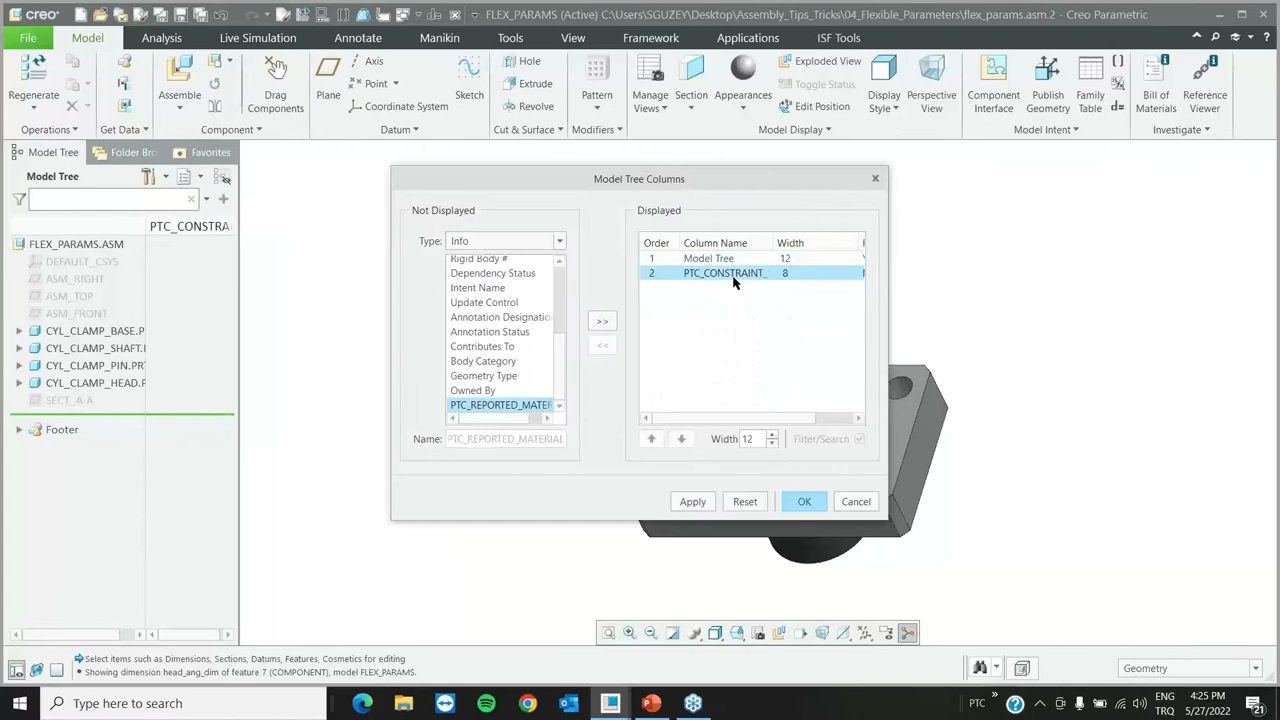 creo FLEX_PARAMS (Active) C:\Users\SGUZEY\Desktop\Assembly_Tips_Tricks\04_Flexible_Parameters\flex_params.asm.2 - Creo Parametric
File Model Analysis Live Simulation Annotate Manikin Tools View Framework Applications ISF Tools
Regenerate
Operations
Get Data
Assemble
Drag Components
Component
Plane
Axis
Point
Coordinate System
Sketch
Datum
Hole
Extrude
Revolve
Cut & Surface
Pattern
Modifiers
Manage Views
Section
Appearances
Exploded View
Toggle Status
Edit Position
Display Style
Perspective View
Model Display
Component Interface
Publish Geometry
Family Table
Model Intent
Bill of Materials
Reference Viewer
Investigate
Model Tree Folder Bro Favorites
Model Tree
PTC_CONSTRA
FLEX_PARAMS.ASM
DEFAULT_CSYS
ASM_RIGHT
ASM_TOP
ASM_FRONT
CYL_CLAMP_BASE.P
CYL_CLAMP_SHAFT.I
CYL_CLAMP_PIN.PRT
CYL_CLAMP_HEAD.P
SECT_A-A
Footer
Model Tree Columns
Not Displayed
Type: Info
Rigid Body #
Dependency Status
Intent Name
Update Control
Annotation Designatio
Annotation Status
Contributes To
Body Category
Geometry Type
Owned By
PTC_REPORTED_MATER
Name: PTC_REPORTED_MATERIAL
>>
<<
Displayed
Order Column Name Width
1 Model Tree 12
2 PTC_CONSTRAINT_ 8
Width 12 Filter/Search
Apply Reset OK Cancel
Select items such as Dimensions, Sections, Datums, Features, Cosmetics for editing
Showing dimension head_ang_dim of feature 7 (COMPONENT), model FLEX_PARAMS.
Geometry
Type here to search
PTC
ENG
TRQ
4:25 PM
5/27/2022
21